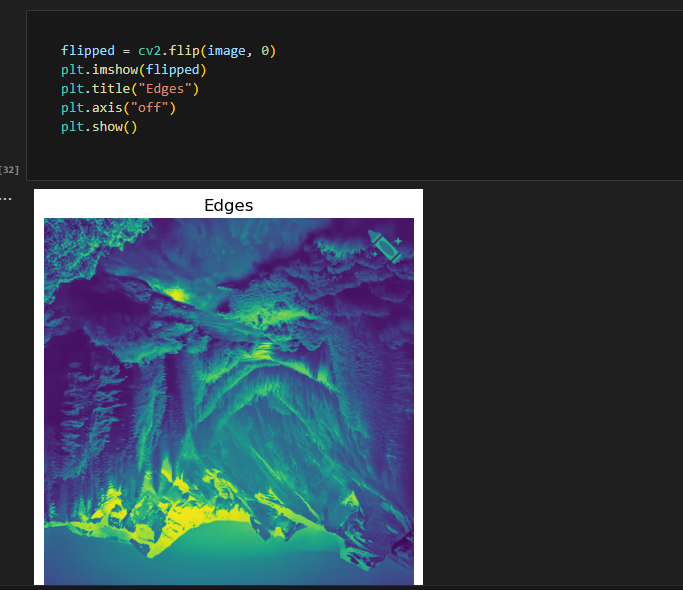 flipped = cv2.flip(image, 0)
plt.imshow(flipped)
plt.title("Edges")
plt.axis("off")
plt.show()
[32]
...
Edges